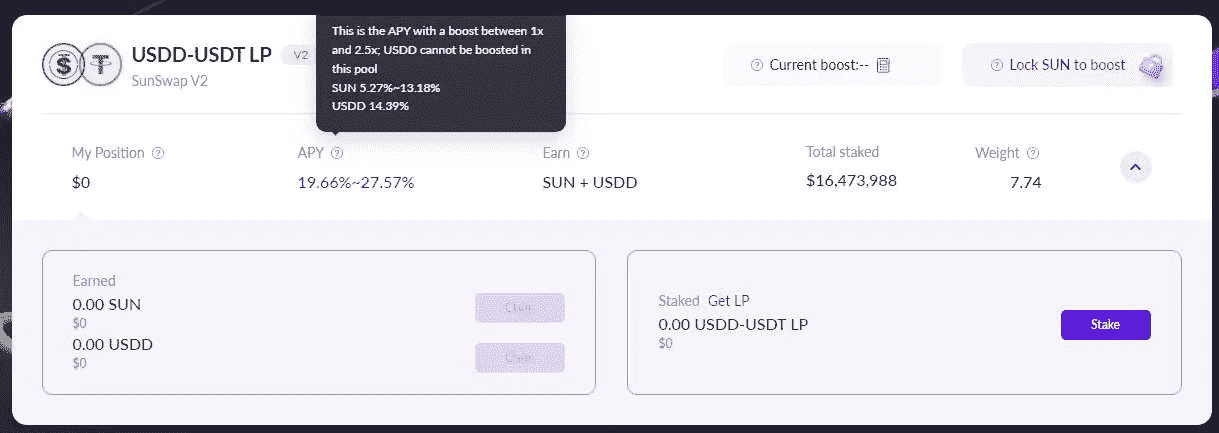 This is the APY with a boost between 1x
and 2.5x; USDD cannot be boosted in
this pool
SUN 5.27%~13.18%
USDD 14.39%
USDD-USDT LP V2
SunSwap V2
Current boost:--
Lock SUN to boost
My Position
$0
APY
19.66%~27.57%
Earn
SUN + USDD
Total staked
$16,473,988
Weight
7.74
Earned
0.00 SUN
$0
0.00 USDD
$0
Staked Get LP
0.00 USDD-USDT LP
$0
Stake